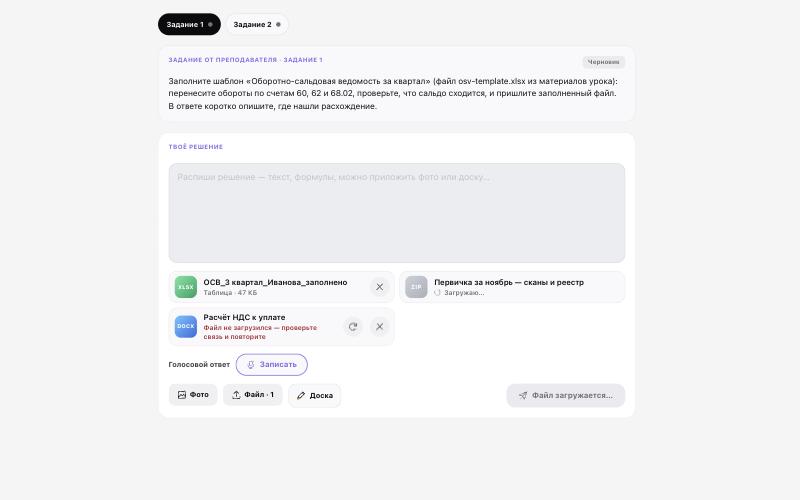 Задание 1
Задание 2
ЗАДАНИЕ ОТ ПРЕПОДАВАТЕЛЯ · ЗАДАНИЕ 1
Черновик
Заполните шаблон «Оборотно-сальдовая ведомость за квартал» (файл osv-template.xlsx из материалов урока):
перенесите обороты по счетам 60, 62 и 68.02, проверьте, что сальдо сходится, и пришлите заполненный файл.
В ответе коротко опишите, где нашли расхождение.
ТВОЁ РЕШЕНИЕ
Распиши решение — текст, формулы, можно приложить фото или доску…
XLSX
ОСВ_3 квартал_Иванова_заполнено
Таблица · 47 КБ
ZIP
Первичка за ноябрь — сканы и реестр
Загружаю…
DOCX
Расчёт НДС к уплате
Файл не загрузился — проверьте
связь и повторите
Голосовой ответ
Записать
Фото
Файл · 1
Доска
Файл загружается…